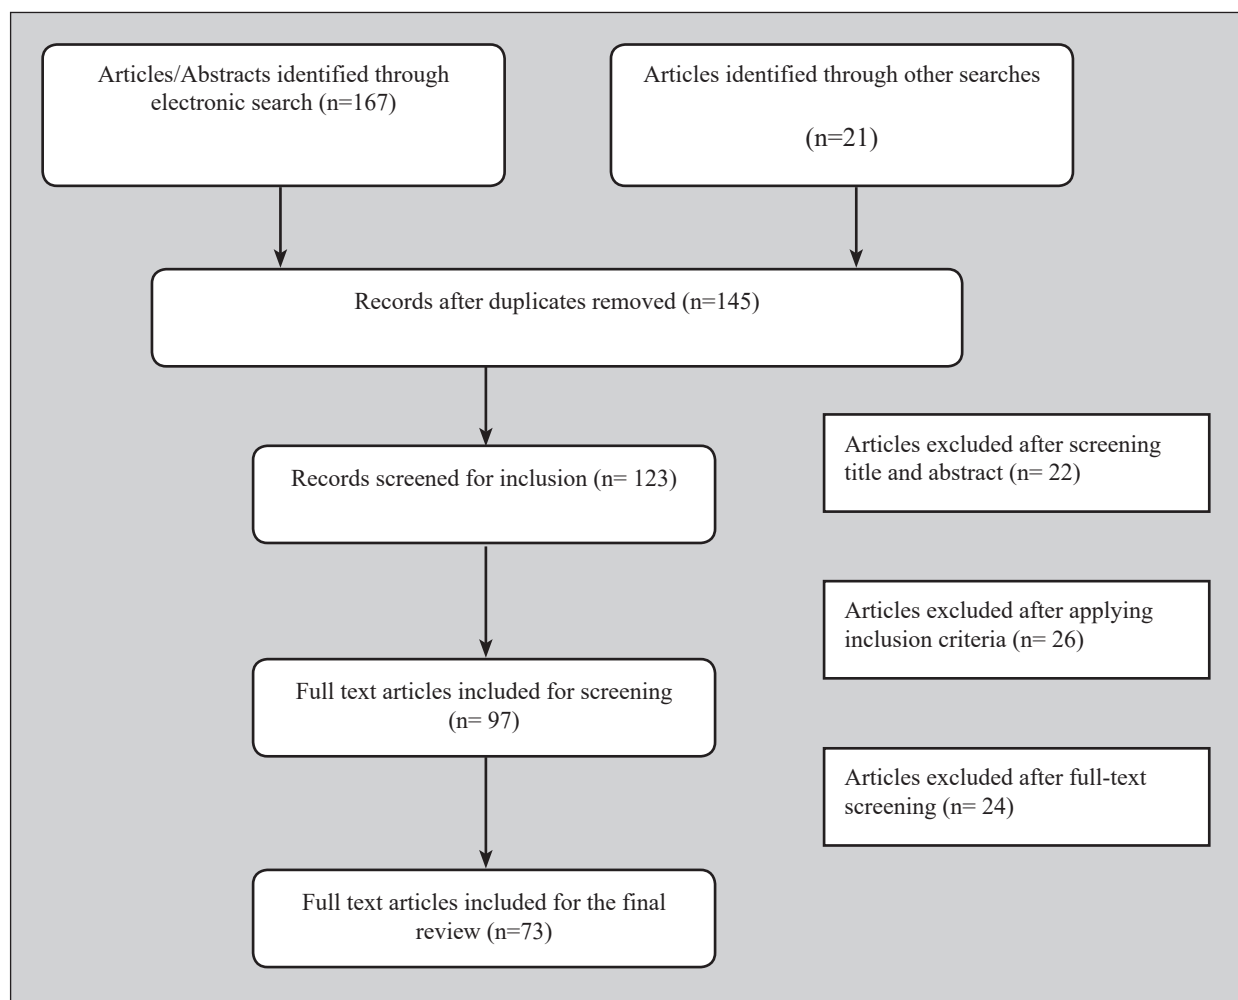 Articles/Abstracts identified through
electronic search (n=167)
Articles identified through other searches
(n=21)
Records after duplicates removed (n=145)
Articles excluded after screening
title and abstract (n= 22)
Records screened for inclusion (n= 123)
Articles excluded after applying
inclusion criteria (n= 26)
Full text articles included for screening
(n= 97)
Articles excluded after full-text
screening (n= 24)
Full text articles included for the final
review (n=73)